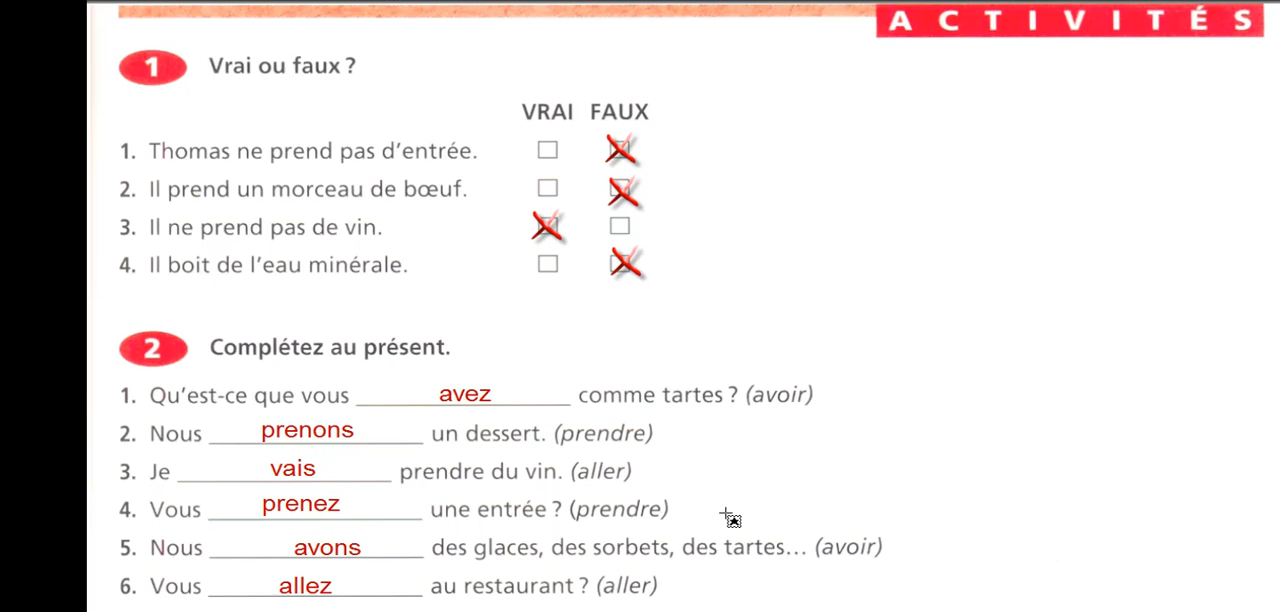 ACTIVITÉS
1 Vrai ou faux ?
VRAI FAUX
1. Thomas ne prend pas d'entrée.
2. Il prend un morceau de bœuf.
3. Il ne prend pas de vin.
4. Il boit de l'eau minérale.
2 Complétez au présent.
1. Qu'est-ce que vous avez comme tartes ? (avoir)
2. Nous prenons un dessert. (prendre)
3. Je vais prendre du vin. (aller)
4. Vous prenez une entrée ? (prendre)
5. Nous avons des glaces, des sorbets, des tartes... (avoir)
6. Vous allez au restaurant ? (aller)